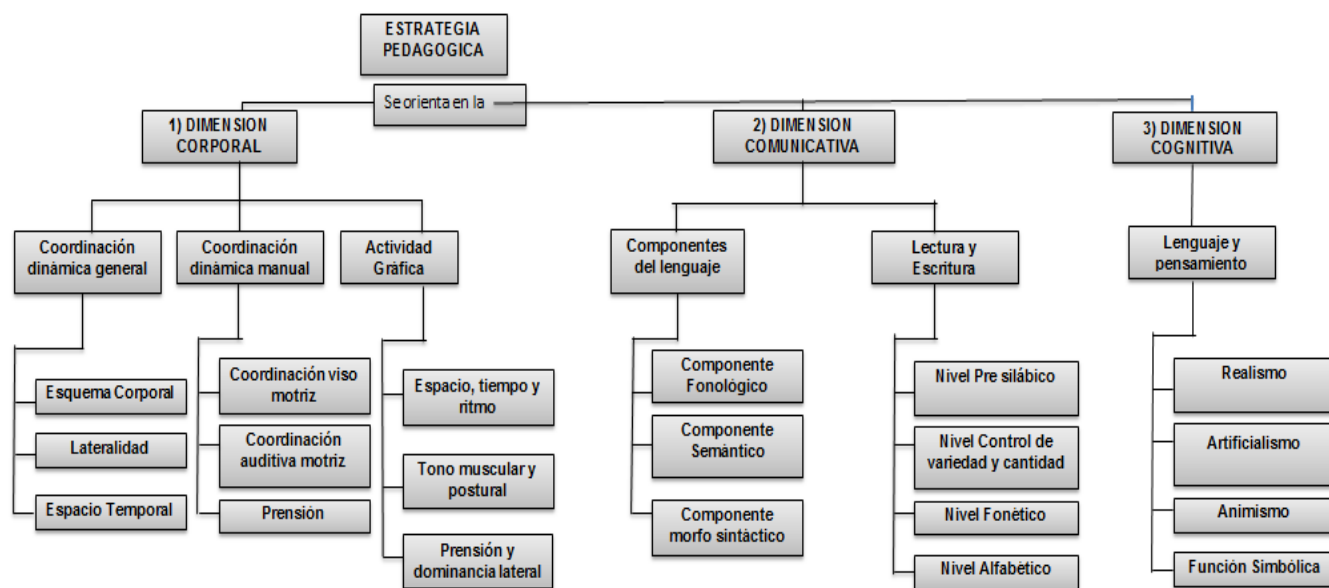 ESTRATEGIA
PEDAGOGICA
Se orienta en la
1) DIMENSION
CORPORAL
2) DIMENSION
COMUNICATIVA
3) DIMENSION
COGNITIVA
Coordinación
dinámica general
Coordinación
dinámica manual
Actividad
Gráfica
Componentes
del lenguaje
Lectura y
Escritura
Lenguaje y
pensamiento
Esquema Corporal
Lateralidad
Espacio Temporal
Coordinación viso
motriz
Coordinación
auditiva motriz
Prensión
Espacio, tiempo y
ritmo
Tono muscular y
postural
Prensión y
dominancia lateral
Componente
Fonológico
Componente
Semántico
Componente
morfo sintáctico
Nivel Pre silábico
Nivel Control de
variedad y cantidad
Nivel Fonético
Nivel Alfabético
Realismo
Artificialismo
Animismo
Función Simbólica